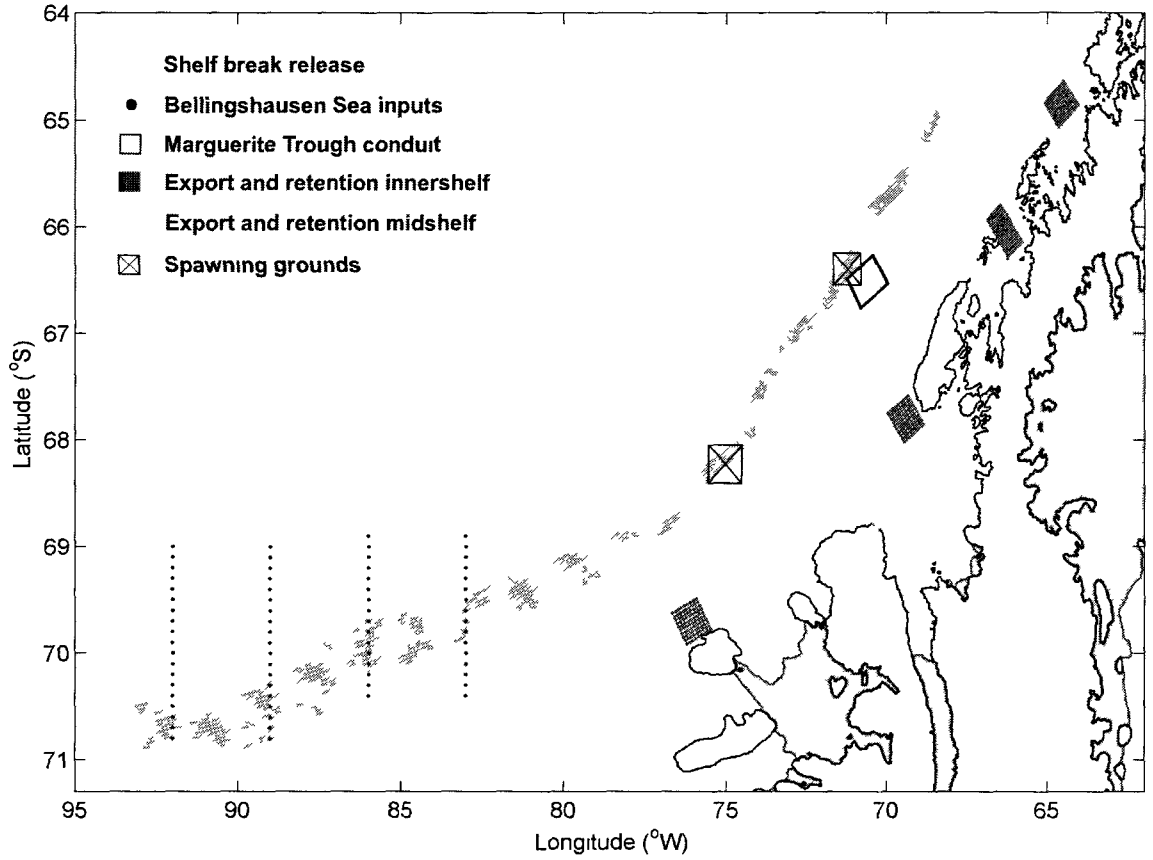 64
65
66
67
68
69
70
71
Latitude (°S)
Shelf break release
Bellingshausen Sea inputs
Marguerite Trough conduit
Export and retention innershelf
Export and retention midshelf
Spawning grounds
95 90 85 80 75 70 65
Longitude (°W)